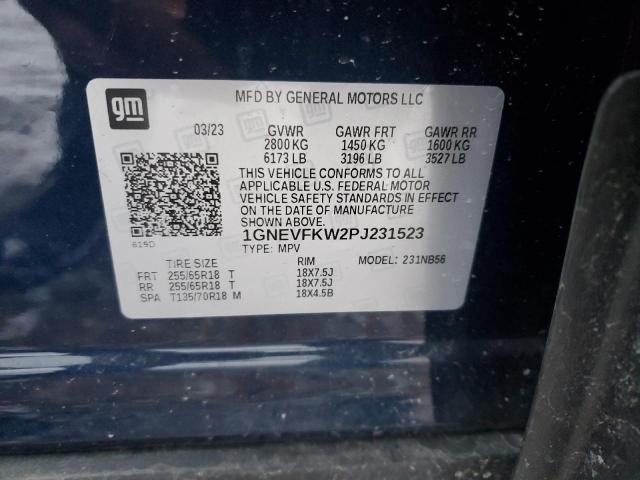 gm
MFD BY GENERAL MOTORS LLC
03/23 GVWR GAWR FRT GAWR RR
2800 KG 1450 KG 1600 KG
6173 LB 3196 LB 3527 LB
THIS VEHICLE CONFORMS TO ALL
APPLICABLE U.S. FEDERAL MOTOR
VEHICLE SAFETY STANDARDS IN EFFECT
ON THE DATE OF MANUFACTURE
SHOWN ABOVE.
619D
1GNEVFKW2PJ231523
TYPE: MPV
TIRE SIZE RIM MODEL: 231NB56
FRT 255/65R18 T 18X7.5J
RR 255/65R18 T 18X7.5J
SPA T135/70R18 M 18X4.5B